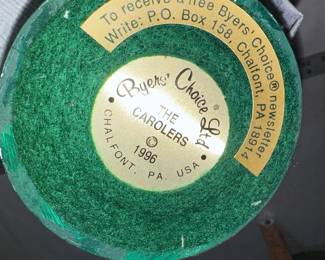 To receive a free Byers' Choice® newsletter
Write: P.O. Box 158, Chalfont, PA 18914
Byers' Choice Ltd®
THE
CAROLERS
©
1996
CHALFONT, PA. USA